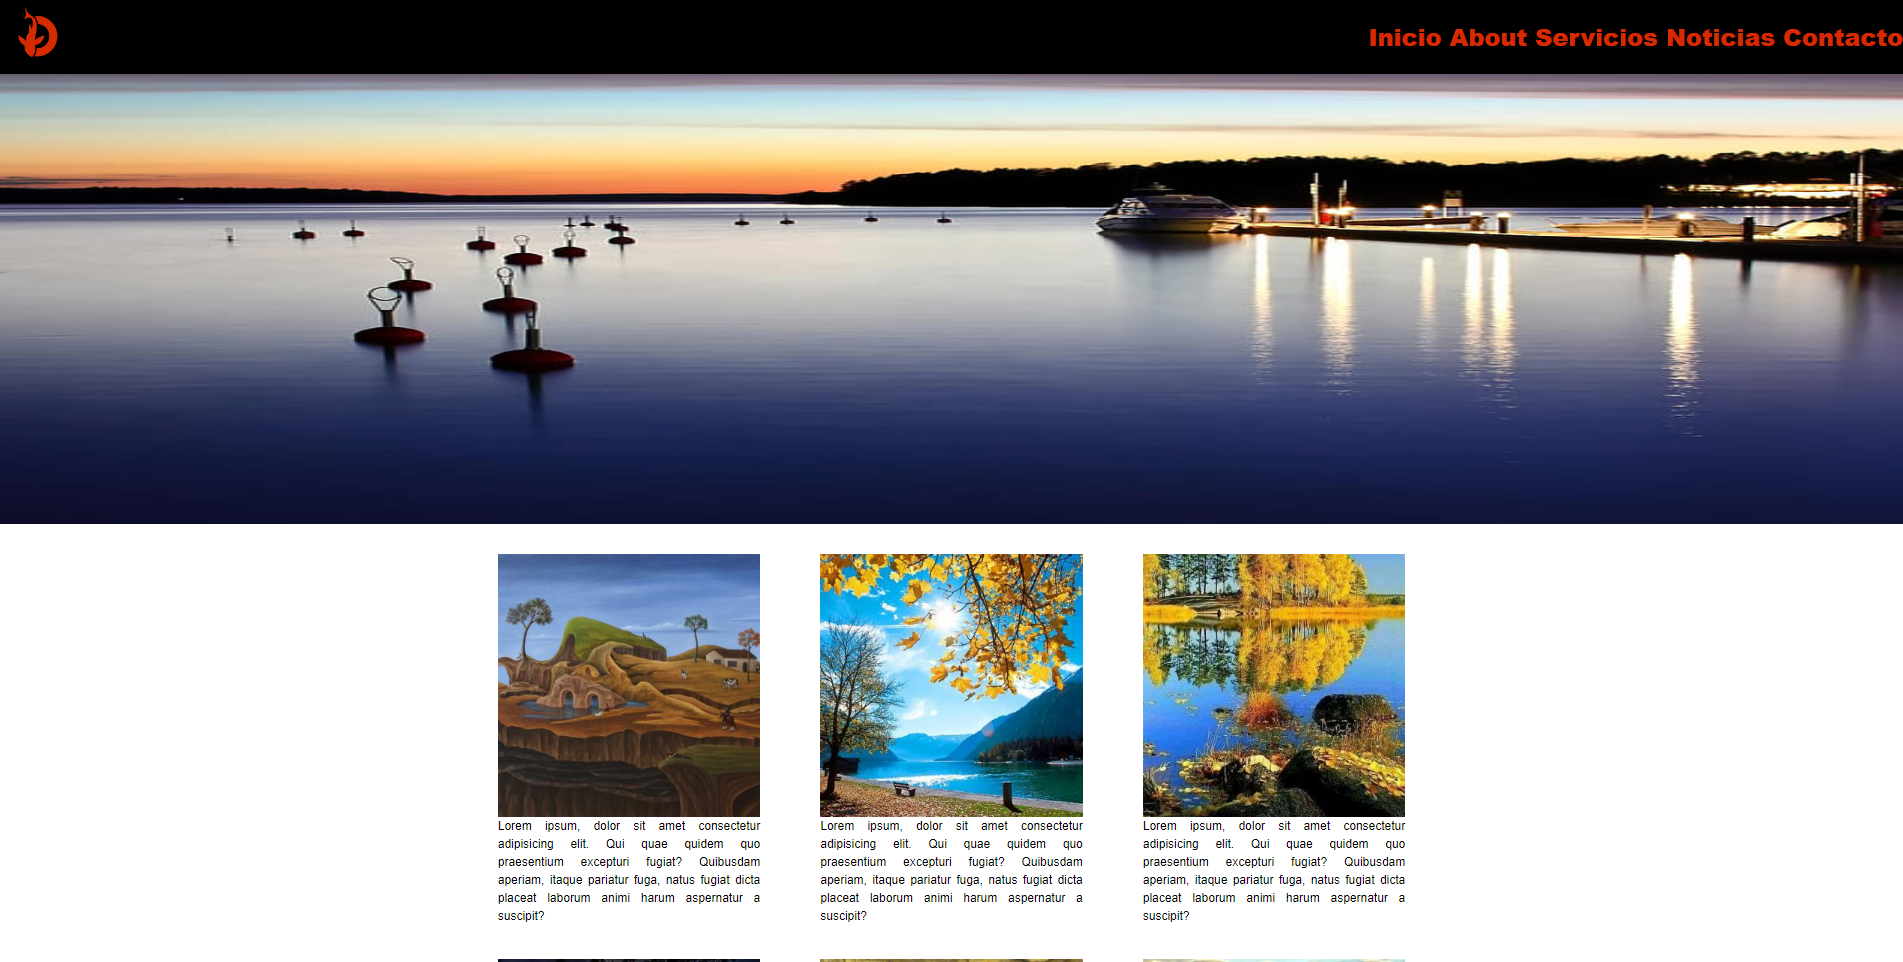 Inicio About Servicios Noticias Contacto
Lorem ipsum, dolor sit amet consectetur
adipisicing elit. Qui quae quidem quo
praesentium excepturi fugiat? Quibusdam
aperiam, itaque pariatur fuga, natus fugiat dicta
placeat laborum animi harum aspernatur a
suscipit?
Lorem ipsum, dolor sit amet consectetur
adipisicing elit. Qui quae quidem quo
praesentium excepturi fugiat? Quibusdam
aperiam, itaque pariatur fuga, natus fugiat dicta
placeat laborum animi harum aspernatur a
suscipit?
Lorem ipsum, dolor sit amet consectetur
adipisicing elit. Qui quae quidem quo
praesentium excepturi fugiat? Quibusdam
aperiam, itaque pariatur fuga, natus fugiat dicta
placeat laborum animi harum aspernatur a
suscipit?